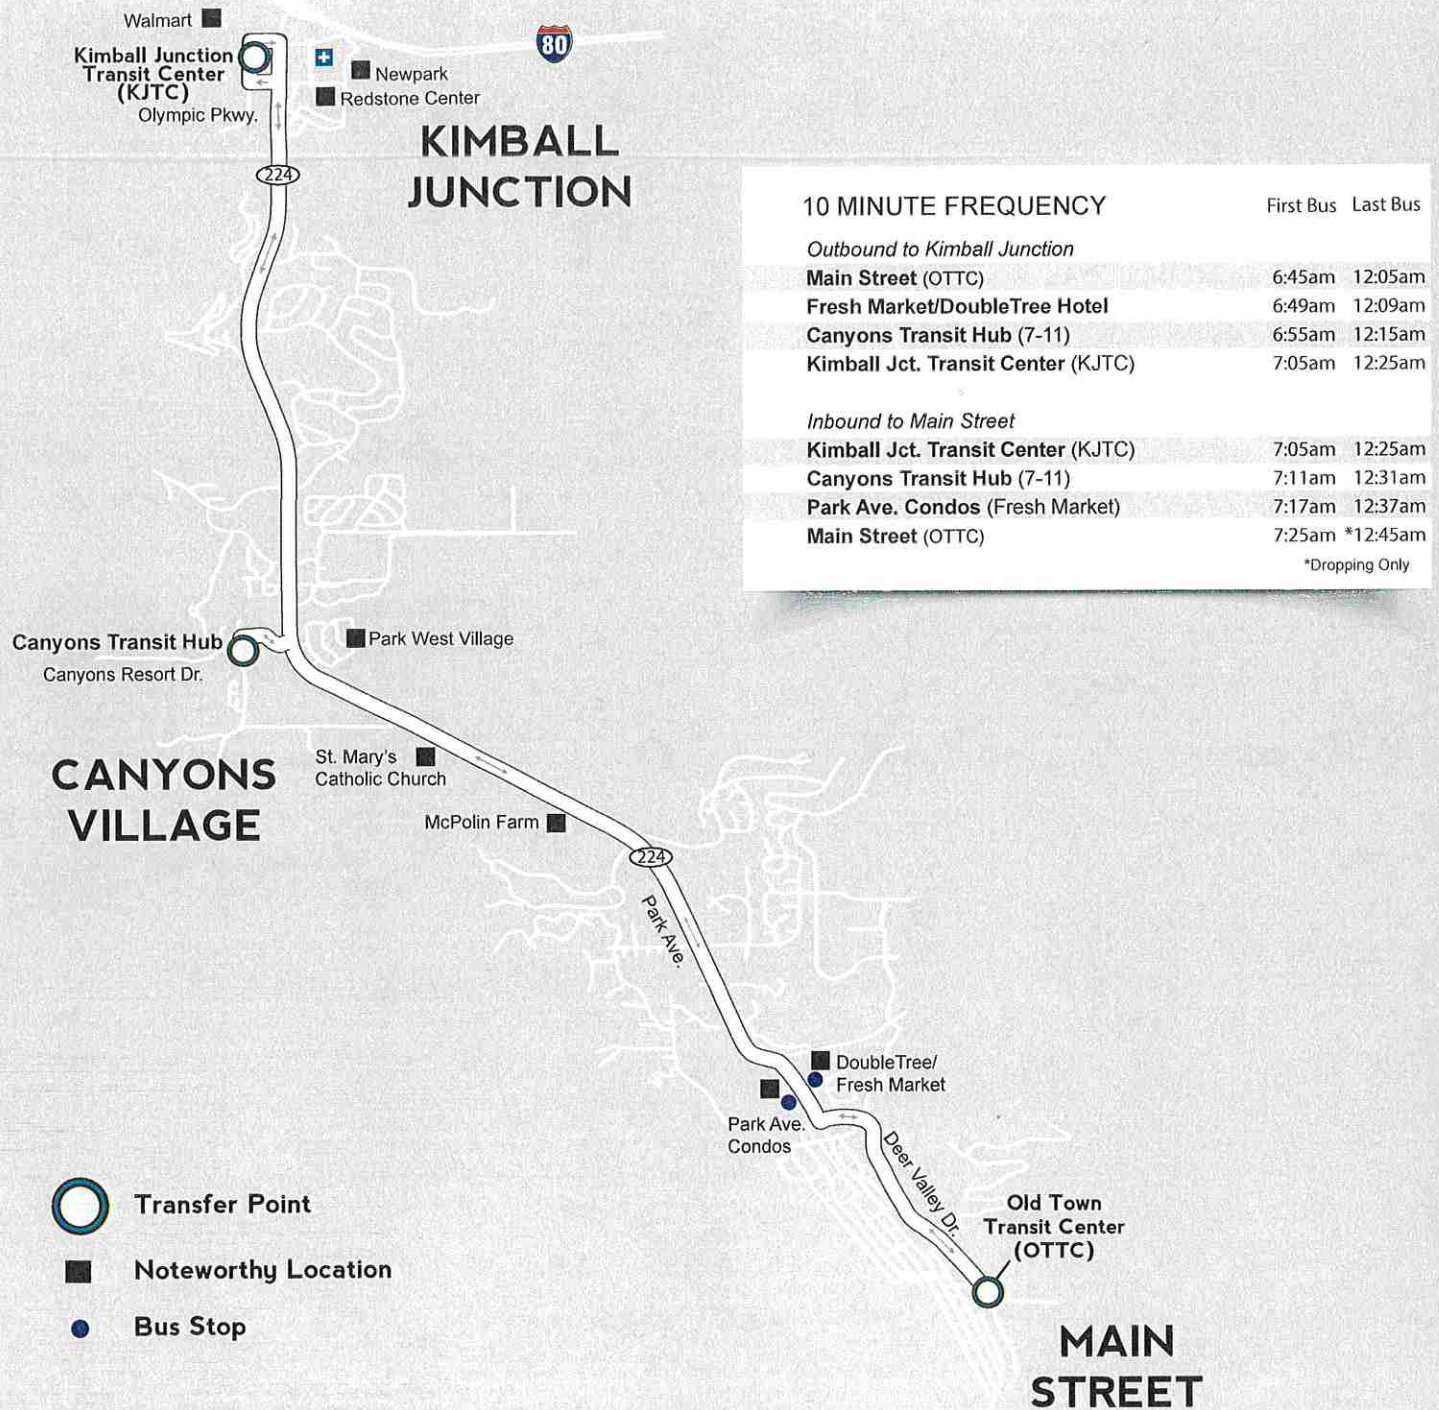 Walmart
Kimball Junction
Transit Center
(KJTC)
Olympic Pkwy.
80
Newpark
Redstone Center
KIMBALL
JUNCTION
224
10 MINUTE FREQUENCY First Bus Last Bus
Outbound to Kimball Junction
Main Street (OTTC) 6:45am 12:05am
Fresh Market/DoubleTree Hotel 6:49am 12:09am
Canyons Transit Hub (7-11) 6:55am 12:15am
Kimball Jct. Transit Center (KJTC) 7:05am 12:25am
Inbound to Main Street
Kimball Jct. Transit Center (KJTC) 7:05am 12:25am
Canyons Transit Hub (7-11) 7:11am 12:31am
Park Ave. Condos (Fresh Market) 7:17am 12:37am
Main Street (OTTC) 7:25am *12:45am
*Dropping Only
Canyons Transit Hub
Canyons Resort Dr.
Park West Village
CANYONS
VILLAGE
St. Mary's
Catholic Church
McPolin Farm
224
Park Ave.
DoubleTree/
Fresh Market
Park Ave.
Condos
Deer Valley Dr.
Old Town
Transit Center
(OTTC)
MAIN
STREET
Transfer Point
Noteworthy Location
Bus Stop